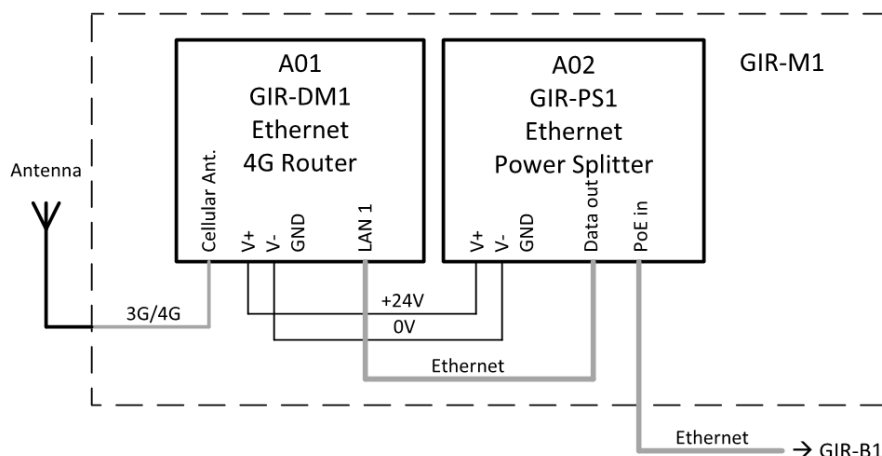 A01
GIR-DM1
Ethernet
4G Router
A02
GIR-PS1
Ethernet
Power Splitter
GIR-M1
Antenna
Cellular Ant.
V+
V-
GND
LAN 1
V+
V-
GND
Data out
PoE in
3G/4G
+24V
0V
Ethernet
Ethernet
→ GIR-B1